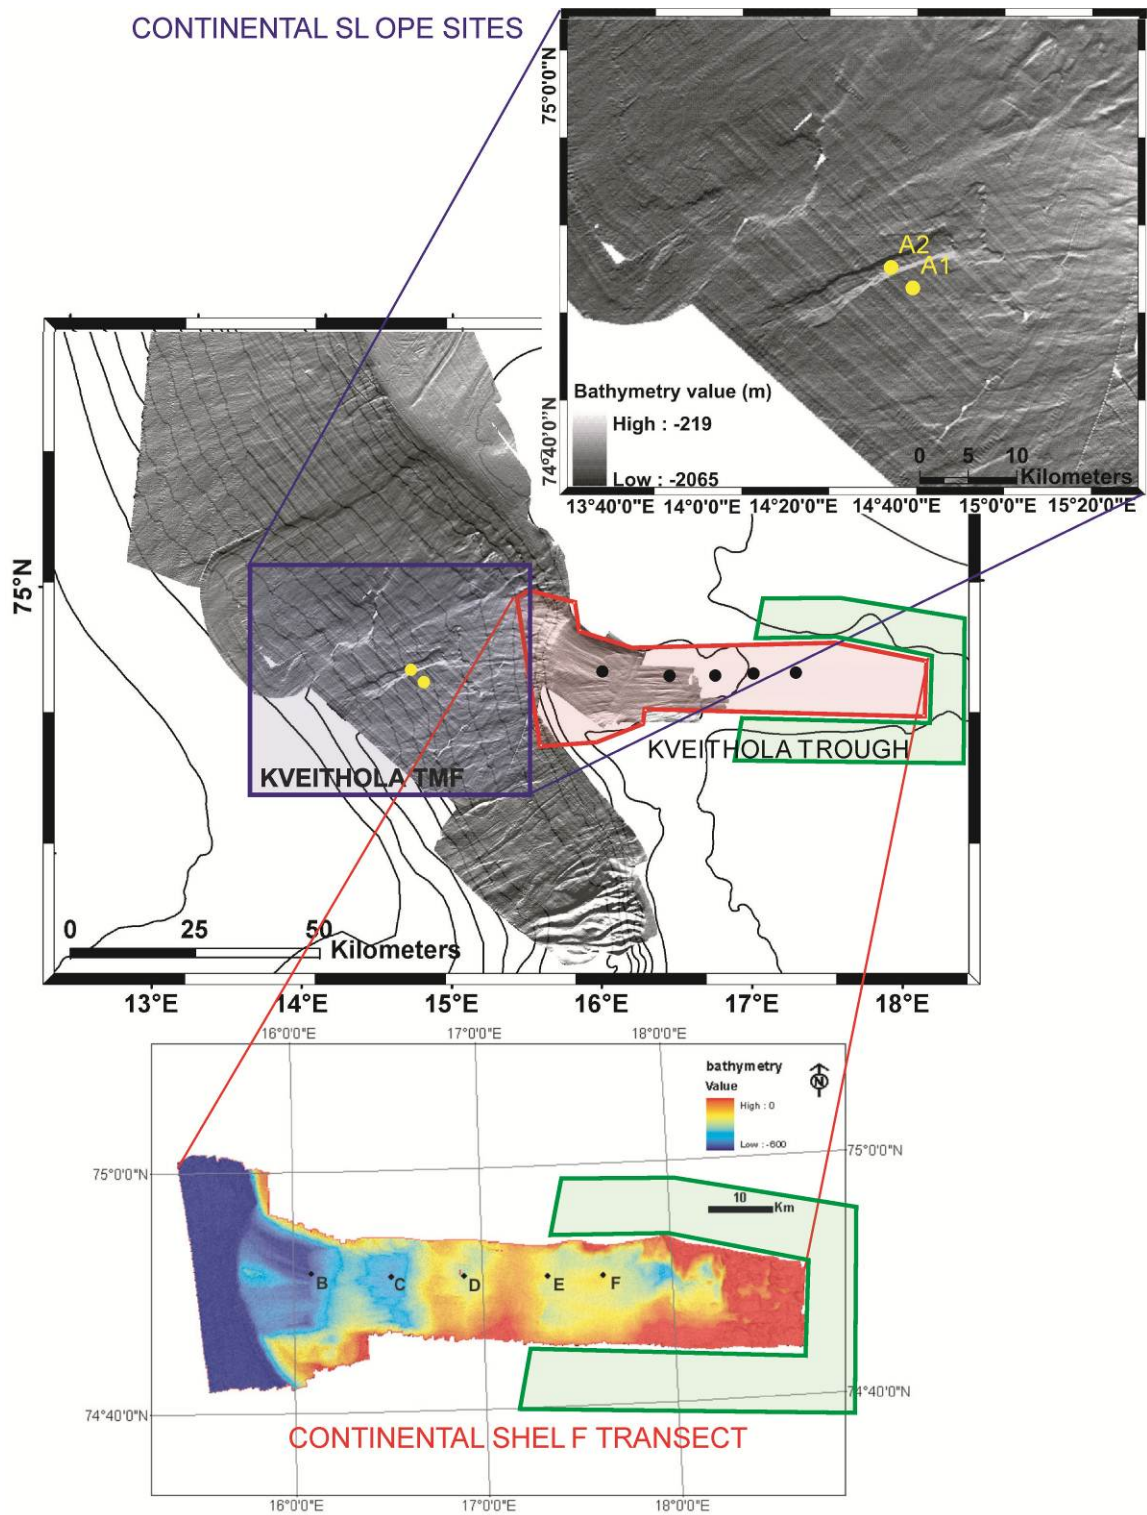 CONTINENTAL SL OPE SITES
75°0'0"N
A2
A1
Bathymetry value (m)
High : -219
Low : -2065
74°40'0"N
0 5 10
Kilometers
13°40'0"E 14°0'0"E 14°20'0"E 14°40'0"E 15°0'0"E 15°20'0"E
75°N
KVEITHOLA TROUGH
KVEITHOLA TMF
0 25 50
Kilometers
13°E 14°E 15°E 16°E 17°E 18°E
16°0'0"E 17°0'0"E 18°0'0"E
bathymetry
Value
High : 0
Low : -600
N
75°0'0"N
75°0'0"N
10
Km
B C D E F
74°40'0"N
74°40'0"N
CONTINENTAL SHEL F TRANSECT
16°0'0"E 17°0'0"E 18°0'0"E